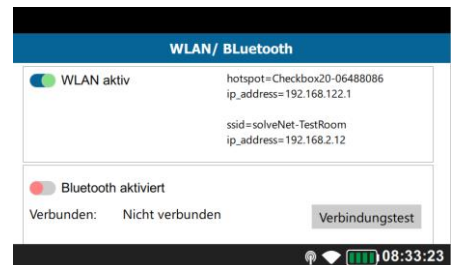 WLAN/ BLuetooth
WLAN aktiv
hotspot=Checkbox20-06488086
ip_address=192.168.122.1
ssid=solveNet-TestRoom
ip_address=192.168.2.12
Bluetooth aktiviert
Verbunden: Nicht verbunden
Verbindungstest
08:33:23